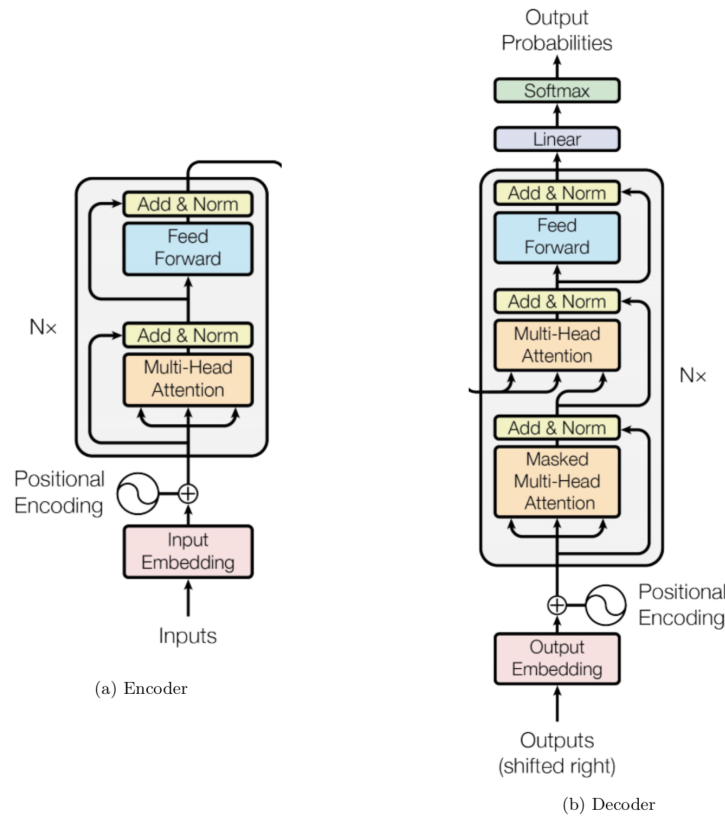 Add & Norm
Feed
Forward
N×
Add & Norm
Multi-Head
Attention
Positional
Encoding
Input
Embedding
Inputs
(a) Encoder
Output
Probabilities
Softmax
Linear
Add & Norm
Feed
Forward
Add & Norm
Multi-Head
Attention
N×
Add & Norm
Masked
Multi-Head
Attention
Positional
Encoding
Output
Embedding
Outputs
(shifted right)
(b) Decoder